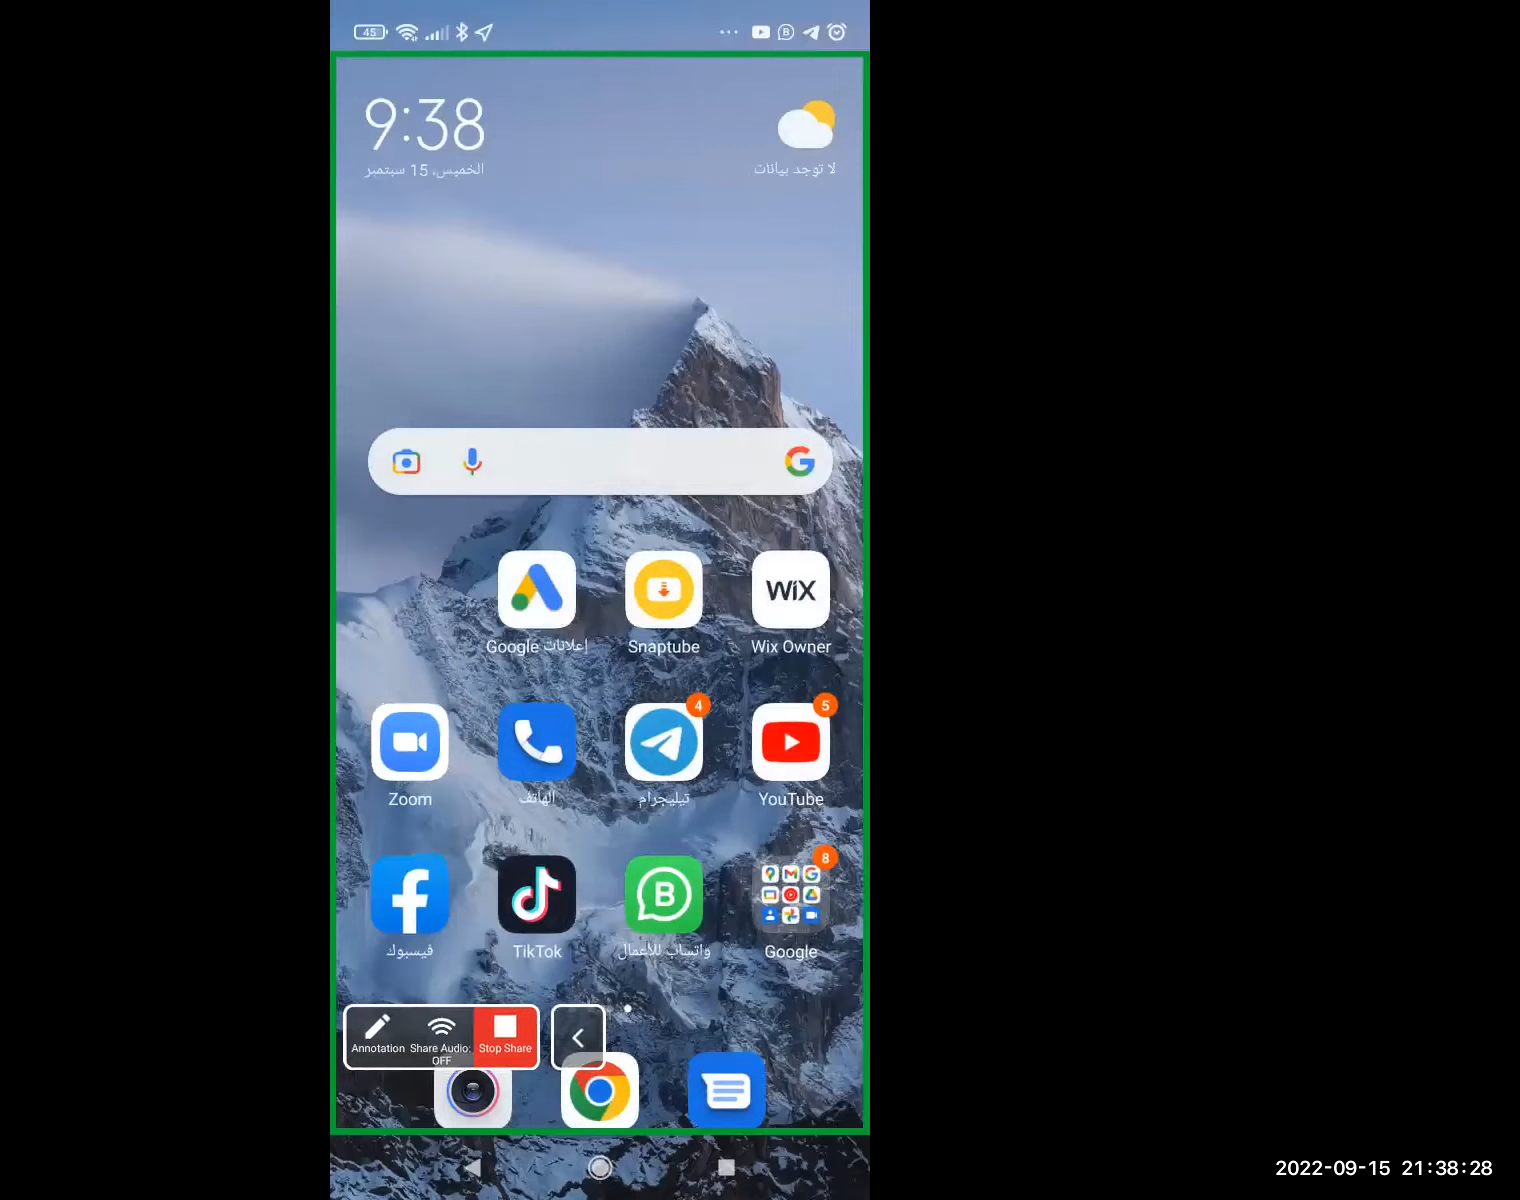 45
9:38
الخميس، 15 سبتمبر
لا توجد بيانات
إعلانات Google
Snaptube
WiX
Wix Owner
4
5
Zoom
الهاتف
تيليجرام
YouTube
8
B
فيسبوك
TikTok
واتساب للأعمال
Google
Annotation
Share Audio: OFF
Stop Share
2022-09-15 21:38:28